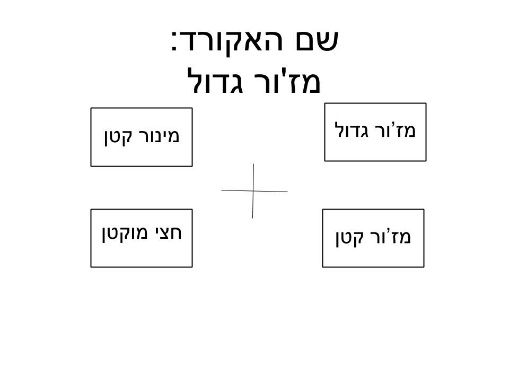 שם האקורד:
מז'ור גדול
מז'ור גדול
מינור קטן
מז'ור קטן
חצי מוקטן